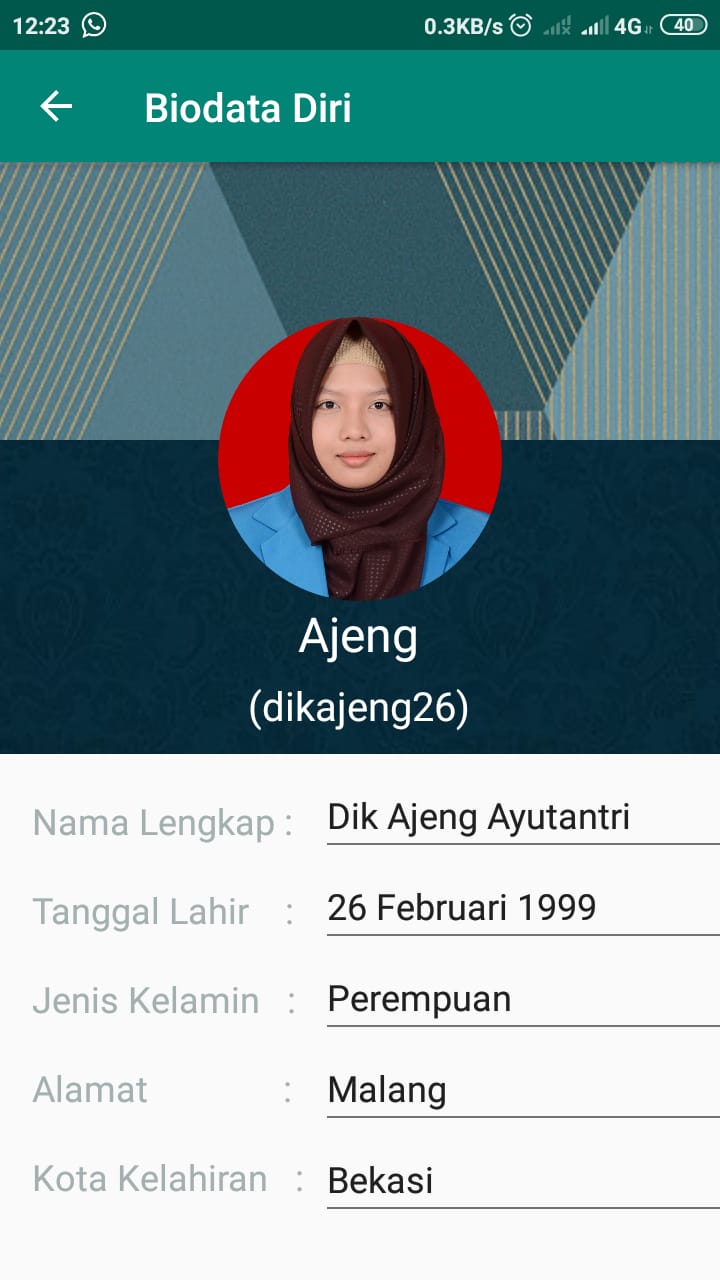 12:23 0.3KB/s 4G 40
Biodata Diri
Ajeng
(dikajeng26)
Nama Lengkap : Dik Ajeng Ayutantri
Tanggal Lahir : 26 Februari 1999
Jenis Kelamin : Perempuan
Alamat : Malang
Kota Kelahiran : Bekasi